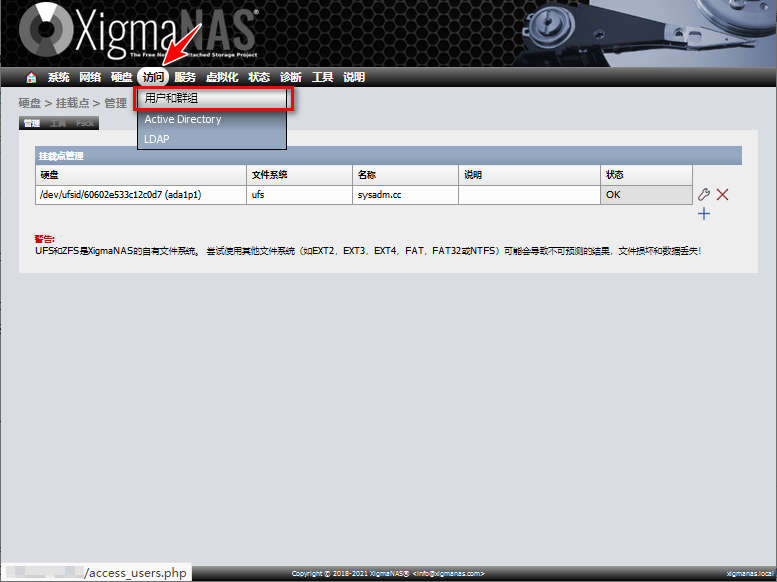 XigmaNAS®
The Free Network Attached Storage Project
系统 网络 硬盘 访问 服务 虚拟化 状态 诊断 工具 说明
硬盘 > 挂载点 > 管理
用户和群组
Active Directory
LDAP
管理 工具 Fsck
挂载点管理
硬盘 文件系统 名称 说明 状态
/dev/ufsid/60602e533c12c0d7 (ada1p1) ufs sysadm.cc OK
警告:
UFS和ZFS是XigmaNAS的自有文件系统。 尝试使用其他文件系统（如EXT2，EXT3，EXT4，FAT，FAT32或NTFS）可能会导致不可预测的结果，文件损坏和数据丢失!
/access_users.php
Copyright © 2018-2021 XigmaNAS® <info@xigmanas.com>
xigmanas.local